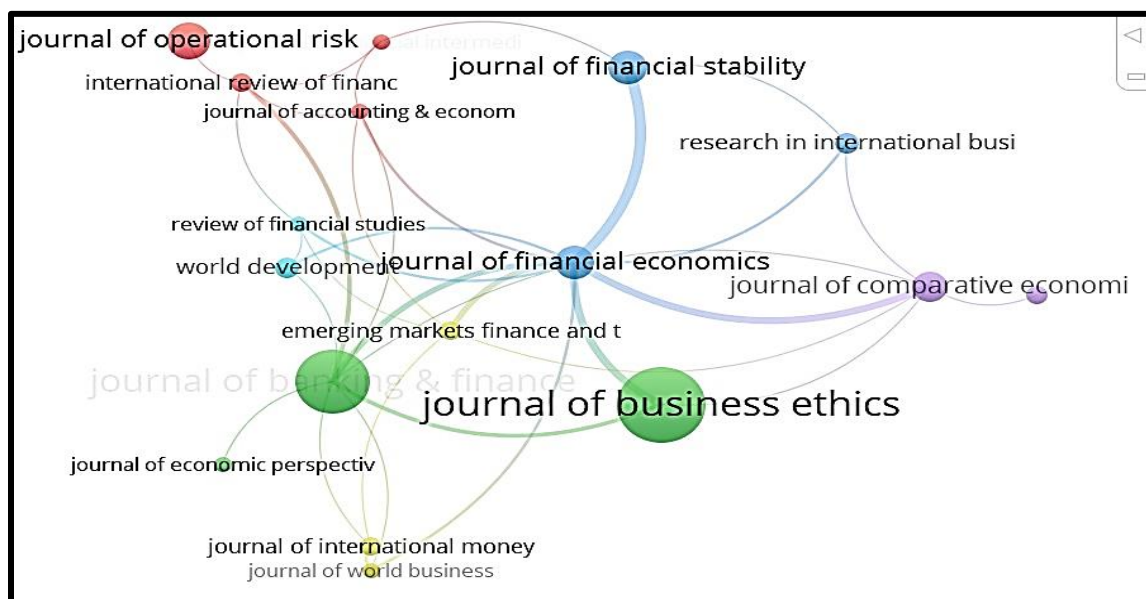 journal of operational risk
cial intermedi
journal of financial stability
international review of financ
journal of accounting & econom
research in international busi
review of financial studies
world development
journal of financial economics
journal of comparative economi
emerging markets finance and t
journal of banking & finance
journal of business ethics
journal of economic perspectiv
journal of international money
journal of world business